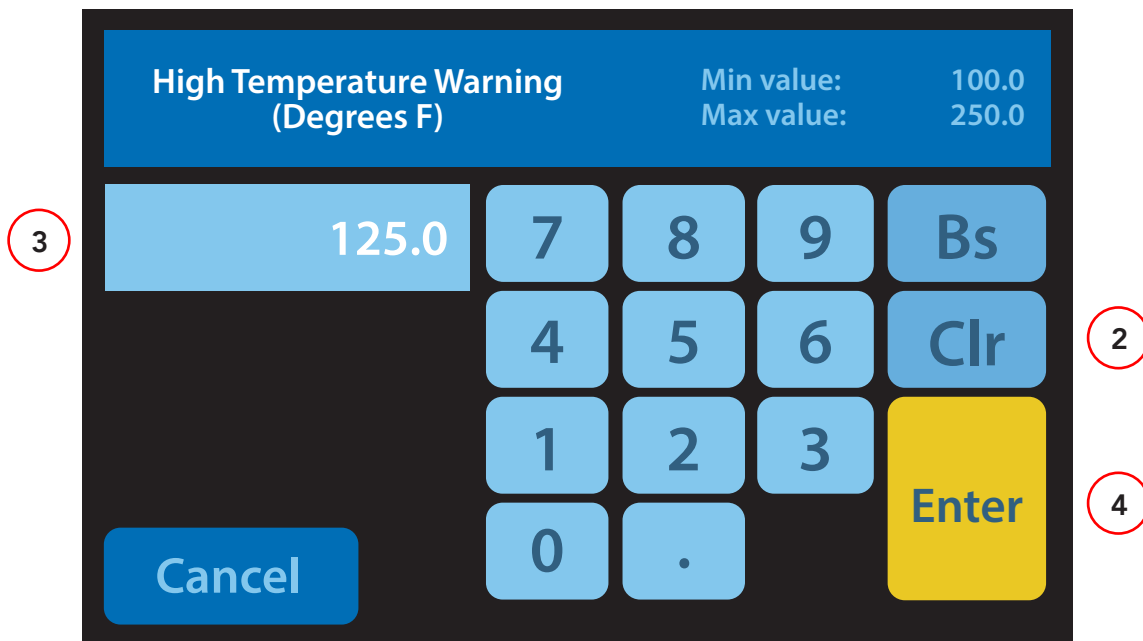 High Temperature Warning
(Degrees F)
Min value: 100.0
Max value: 250.0
3
125.0
7 8 9 Bs
4 5 6 Clr
2
1 2 3
Enter
4
0 .
Cancel